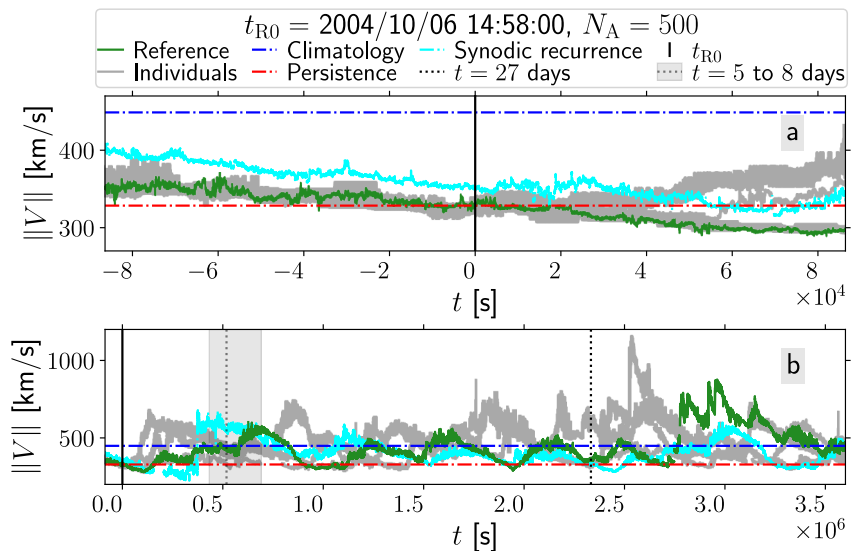 t_R0 = 2004/10/06 14:58:00, N_A = 500
Reference Climatology Synodic recurrence t_R0
Individuals Persistence t = 27 days t = 5 to 8 days
a
||V|| [km/s]
400
300
−8 −6 −4 −2 0 2 4 6 8
t [s]
×10^4
b
||V|| [km/s]
1000
500
0.0 0.5 1.0 1.5 2.0 2.5 3.0 3.5
t [s]
×10^6